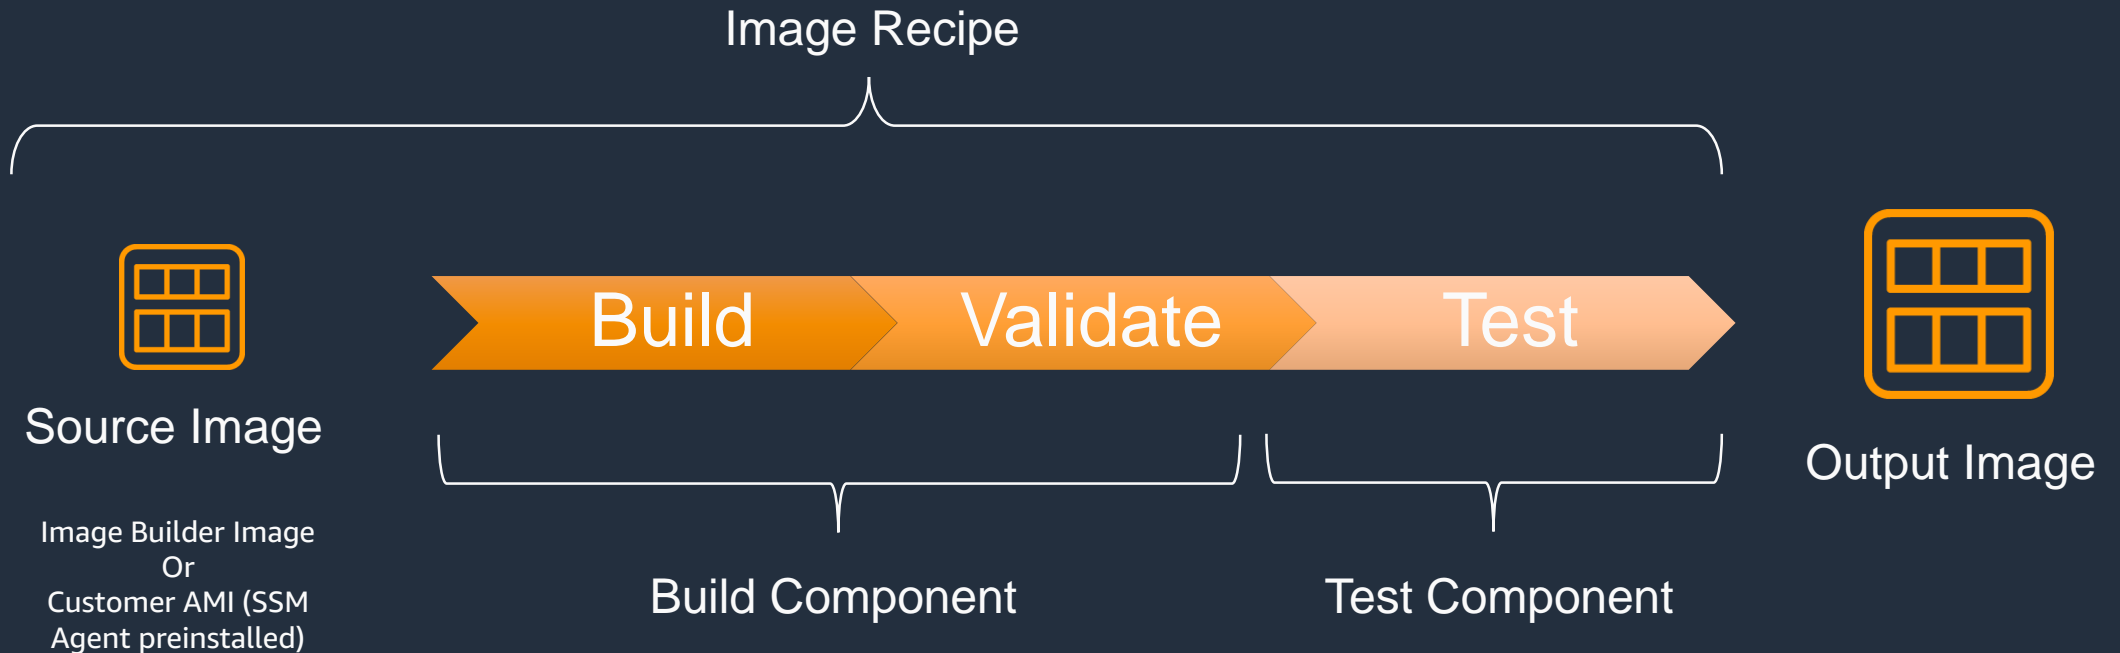 Image Recipe
Build
Validate
Test
Source Image
Output Image
Image Builder Image
Or
Customer AMI (SSM
Agent preinstalled)
Build Component
Test Component